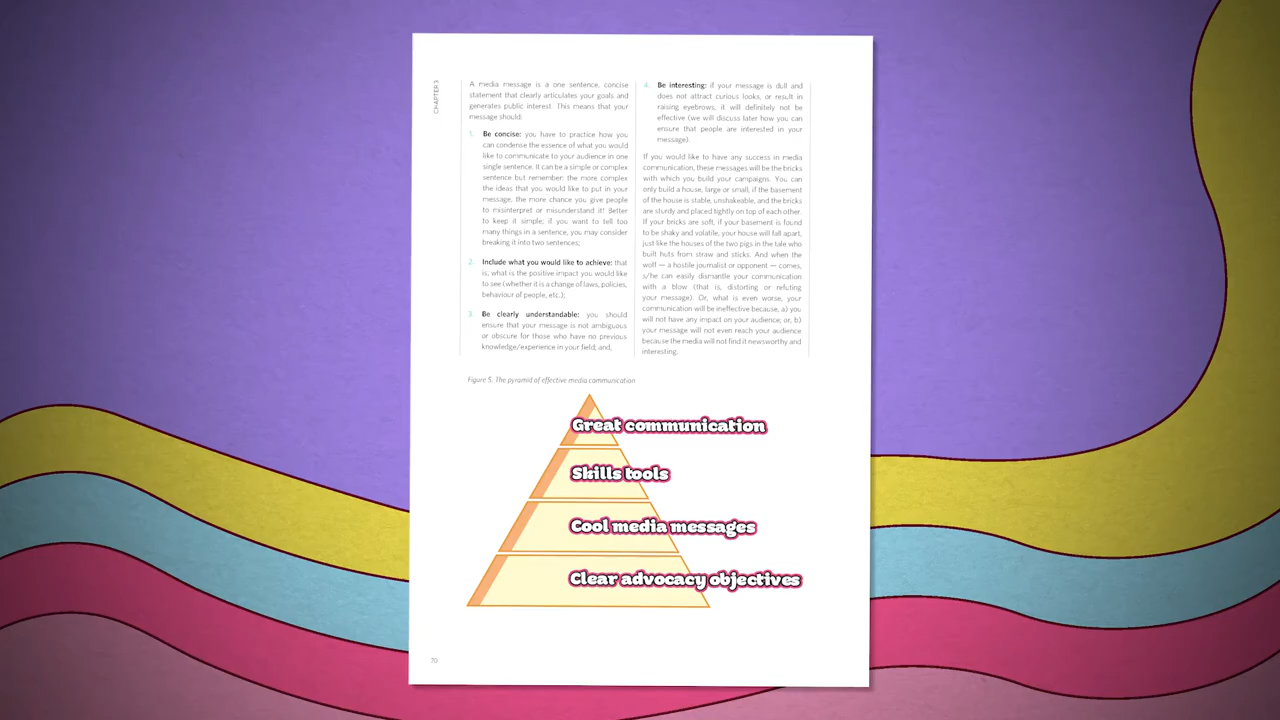 CHAPTER 3
A media message is a one sentence, concise
statement that clearly articulates your goals and
generates public interest. This means that your
message should:
1. Be concise: you have to practice how you
can condense the essence of what you would
like to communicate to your audience in one
single sentence. It can be a simple or complex
sentence but remember: the more complex
the ideas that you would like to put in your
message, the more chance you give people
to misinterpret or misunderstand it! Better
to keep it simple; if you want to tell too
many things in a sentence, you may consider
breaking it into two sentences;
2. Include what you would like to achieve: that
is, what is the positive impact you would like
to see (whether it is a change of laws, policies,
behaviour of people, etc.);
3. Be clearly understandable: you should
ensure that your message is not ambiguous
or obscure for those who have no previous
knowledge/experience in your field; and,
4. Be interesting: if your message is dull and
does not attract curious looks, or result in
raising eyebrows, it will definitely not be
effective (we will discuss later how you can
ensure that people are interested in your
message).
If you would like to have any success in media
communication, these messages will be the bricks
with which you build your campaigns. You can
only build a house, large or small, if the basement
of the house is stable, unshakeable, and the bricks
are sturdy and placed tightly on top of each other.
If your bricks are soft, if your basement is found
to be shaky and volatile, your house will fall apart,
just like the houses of the two pigs in the tale who
built huts from straw and sticks. And when the
wolf — a hostile journalist or opponent — comes,
s/he can easily dismantle your communication
with a blow (that is, distorting or refuting
your message). Or, what is even worse, your
communication will be ineffective because, a) you
will not have any impact on your audience; or, b)
your message will not even reach your audience
because the media will not find it newsworthy and
interesting.
Figure 5. The pyramid of effective media communication
Great communication
Skills tools
Cool media messages
Clear advocacy objectives
70